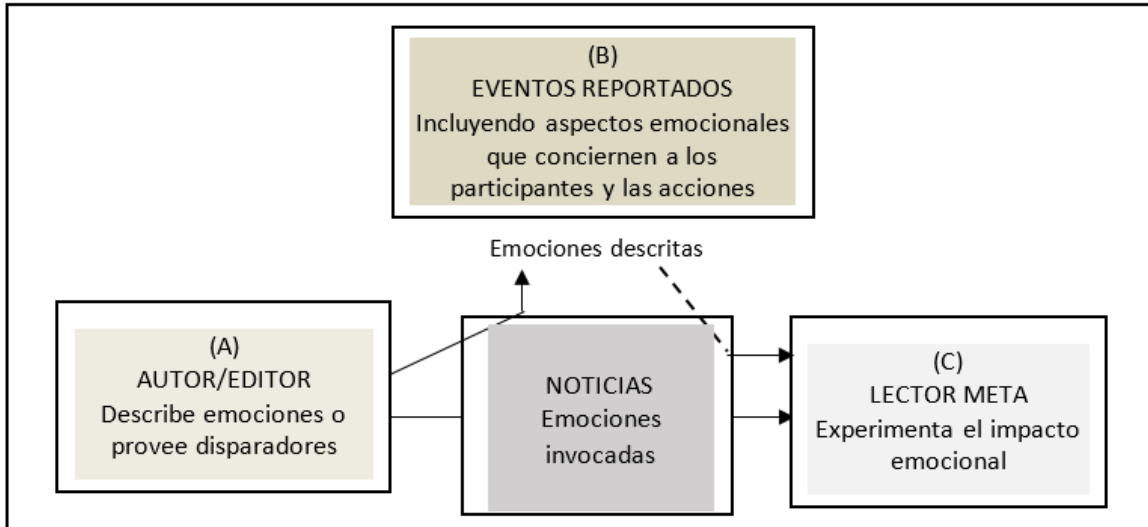 (B)
EVENTOS REPORTADOS
Incluyendo aspectos emocionales
que conciernen a los
participantes y las acciones
Emociones descritas
(A)
AUTOR/EDITOR
Describe emociones o
provee disparadores
NOTICIAS
Emociones
invocadas
(C)
LECTOR META
Experimenta el impacto
emocional